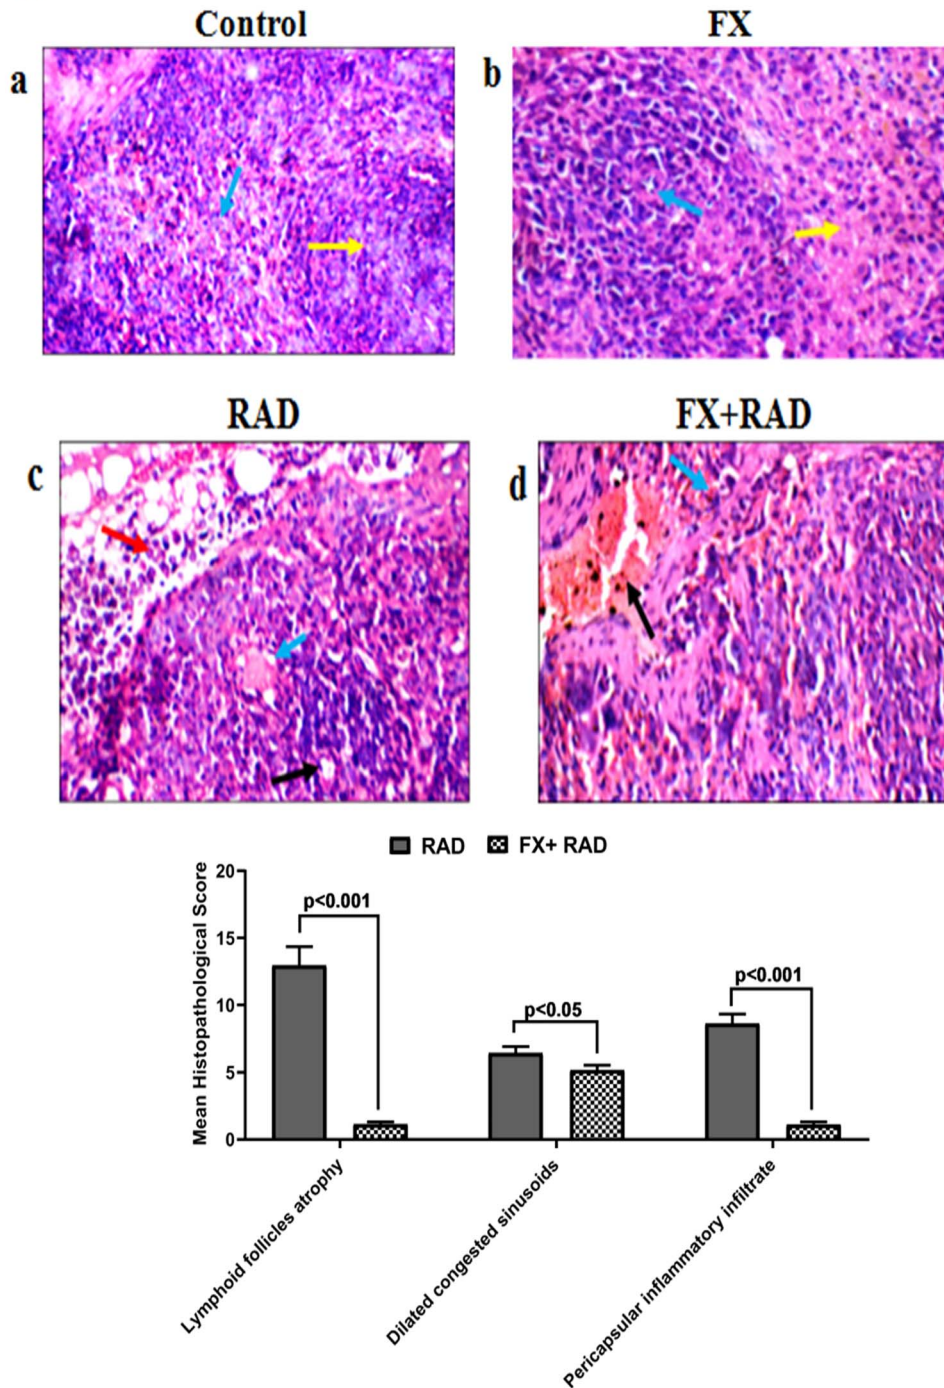 Control
FX
a
b
RAD
FX+RAD
c
d
RAD FX+ RAD
Mean Histopathological Score
20
15
10
5
0
p<0.001
p<0.05
p<0.001
Lymphoid follicles atrophy
Dilated congested sinusoids
Pericapsular inflammatory infiltrate